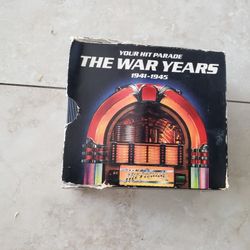 YOUR HIT PARADE
THE WAR YEARS
1941-1945